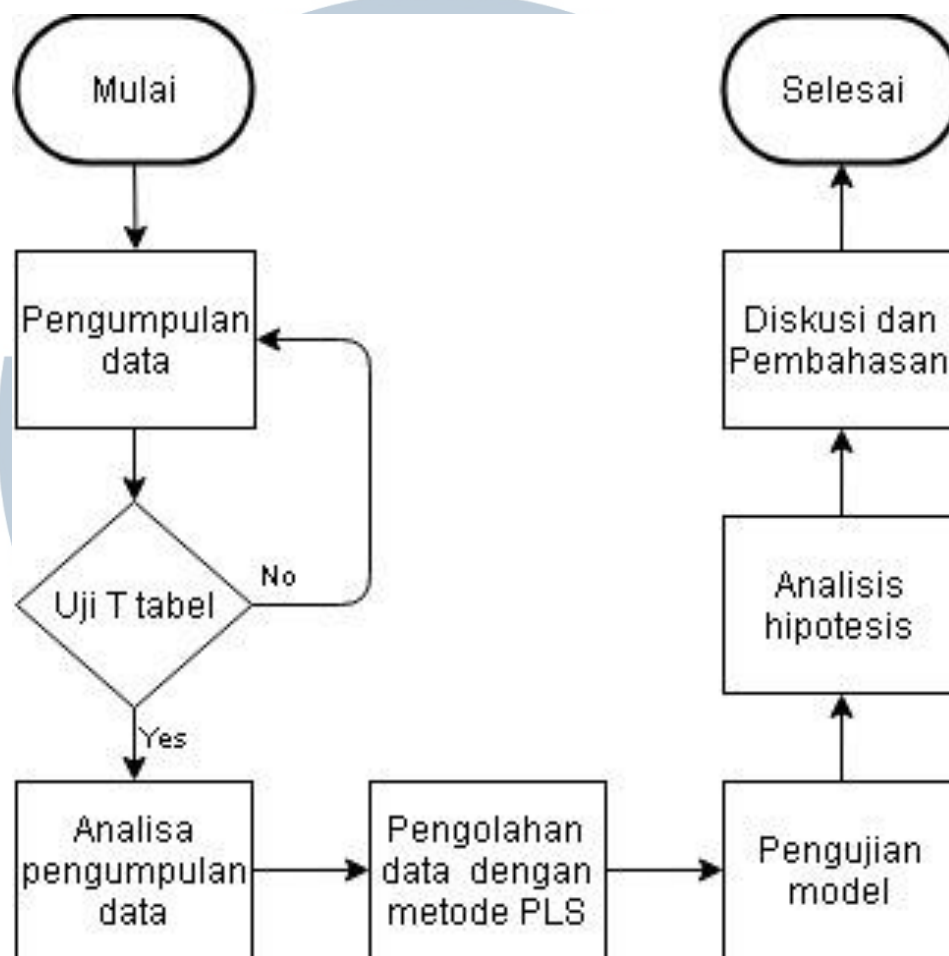 Mulai
Pengumpulan
data
Uji T tabel
No
Yes
Analisa
pengumpulan
data
Pengolahan
data dengan
metode PLS
Pengujian
model
Analisis
hipotesis
Diskusi dan
Pembahasan
Selesai